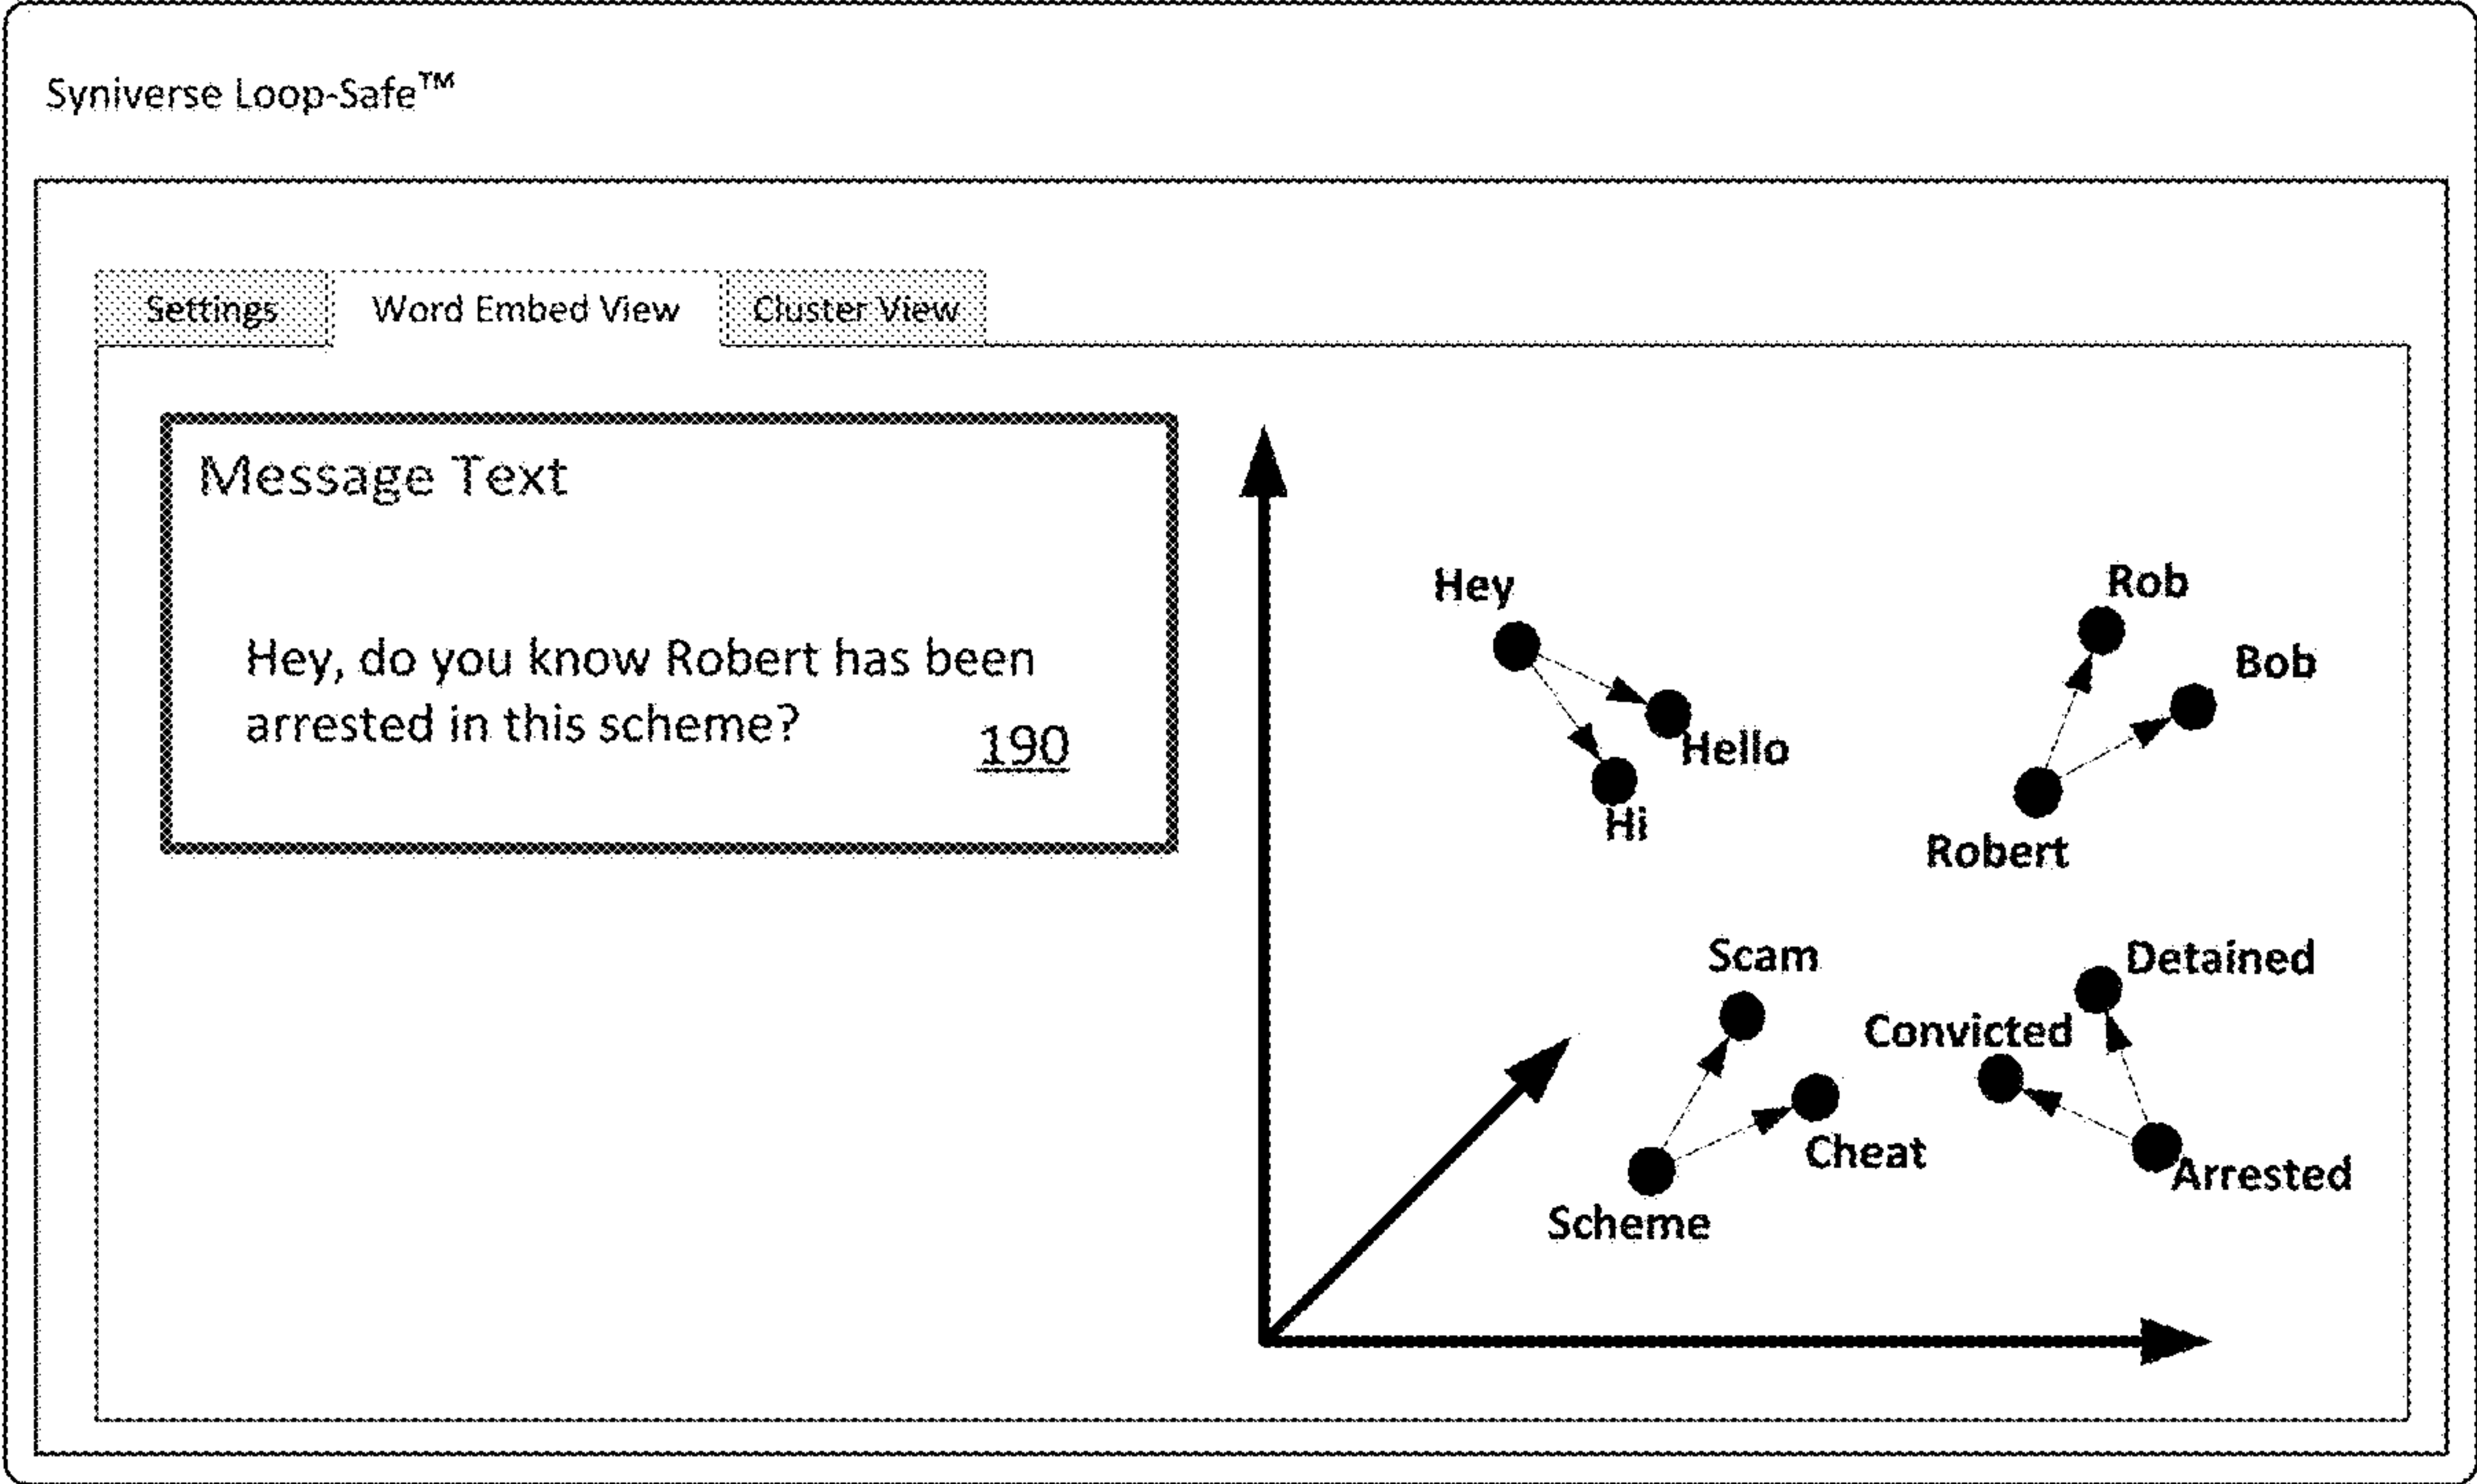 Syniverse Loop-Safe™
Settings
Word Embed View
Cluster View
Message Text
Hey, do you know Robert has been
arrested in this scheme?
190
Hey
Hello
Hi
Rob
Bob
Robert
Scam
Cheat
Scheme
Detained
Convicted
Arrested